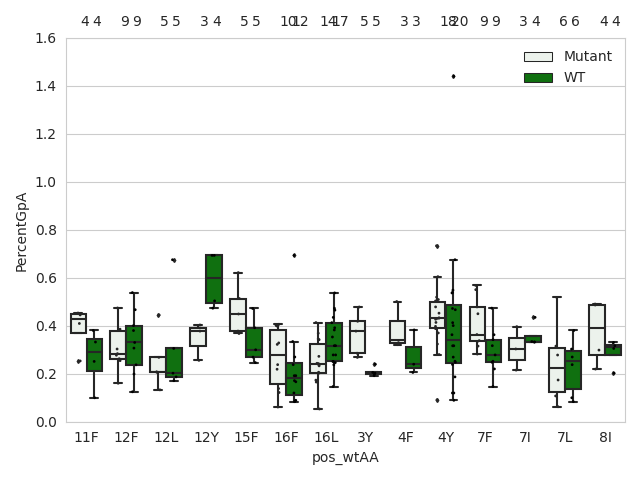 4 4 9 9 5 5 3 4 5 5 10 12 14 17 5 5 3 3 18 20 9 9 3 4 6 6 4 4
1.6
Mutant
WT
1.4
1.2
1.0
0.8
0.6
0.4
0.2
0.0
PercentGpA
11F 12F 12L 12Y 15F 16F 16L 3Y 4F 4Y 7F 7I 7L 8I
pos_wtAA